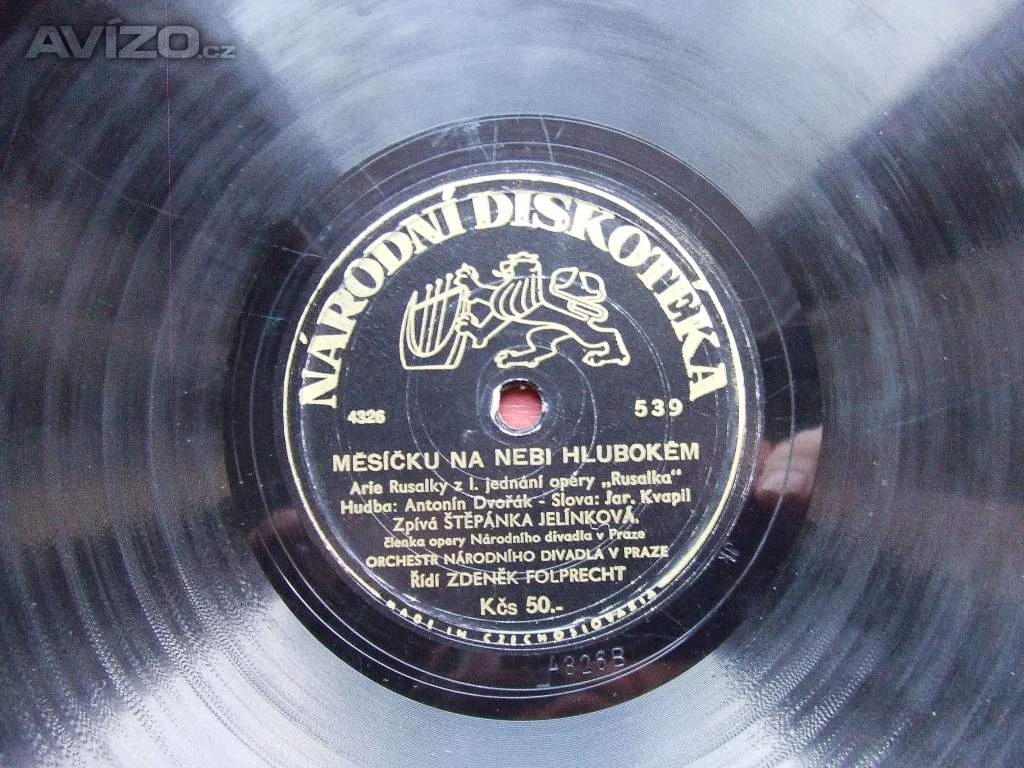 AVÍZO.cz
NÁRODNÍ DISKOTÉKA
4326
539
MĚSÍČKU NA NEBI HLUBOKÉM
Arie Rusalky z I. jednání opéry „Rusalka“
Hudba: Antonín Dvořák - Slova: Jar. Kvapil
Zpívá ŠTĚPÁNKA JELÍNKOVÁ,
členka opery Národního divadla v Praze
ORCHESTR NÁRODNÍHO DIVADLA V PRAZE
Řídí ZDENĚK FOLPRECHT
Kčs 50.-
MADE IN CZECHOSLOVAKIA
4326B